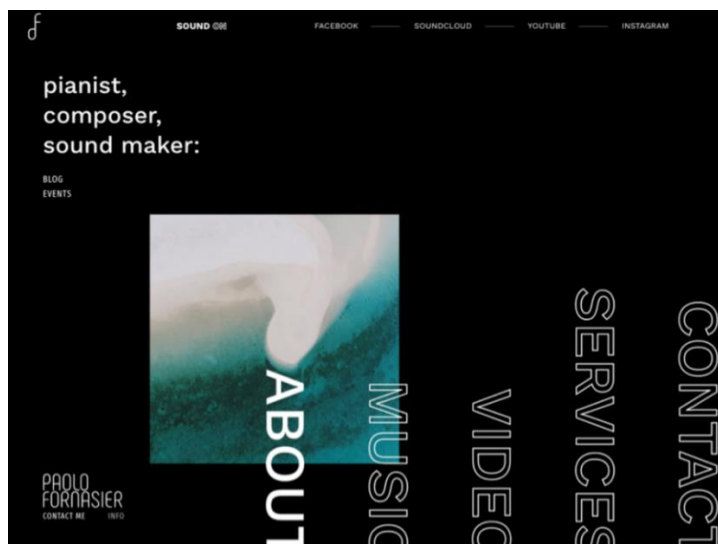 SOUND ON FACEBOOK SOUNDCLOUD YOUTUBE INSTAGRAM
pianist,
composer,
sound maker:
BLOG
EVENTS
ABOUT
MUSIC
VIDEO
SERVICES
CONTACT
PAOLO
FORNASIER
CONTACT ME INFO